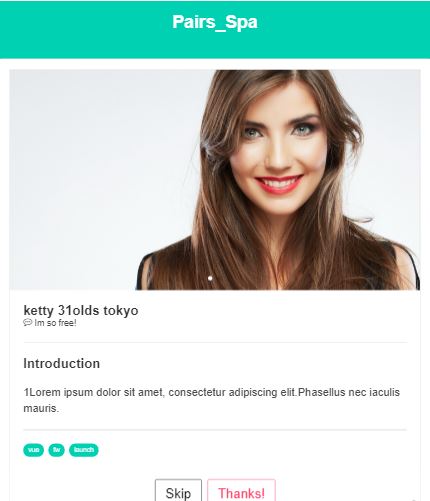 Pairs_Spa
ketty 31olds tokyo
Im so free!
Introduction
1Lorem ipsum dolor sit amet, consectetur adipiscing elit.Phasellus nec iaculis
mauris.
vue fw launch
Skip Thanks!